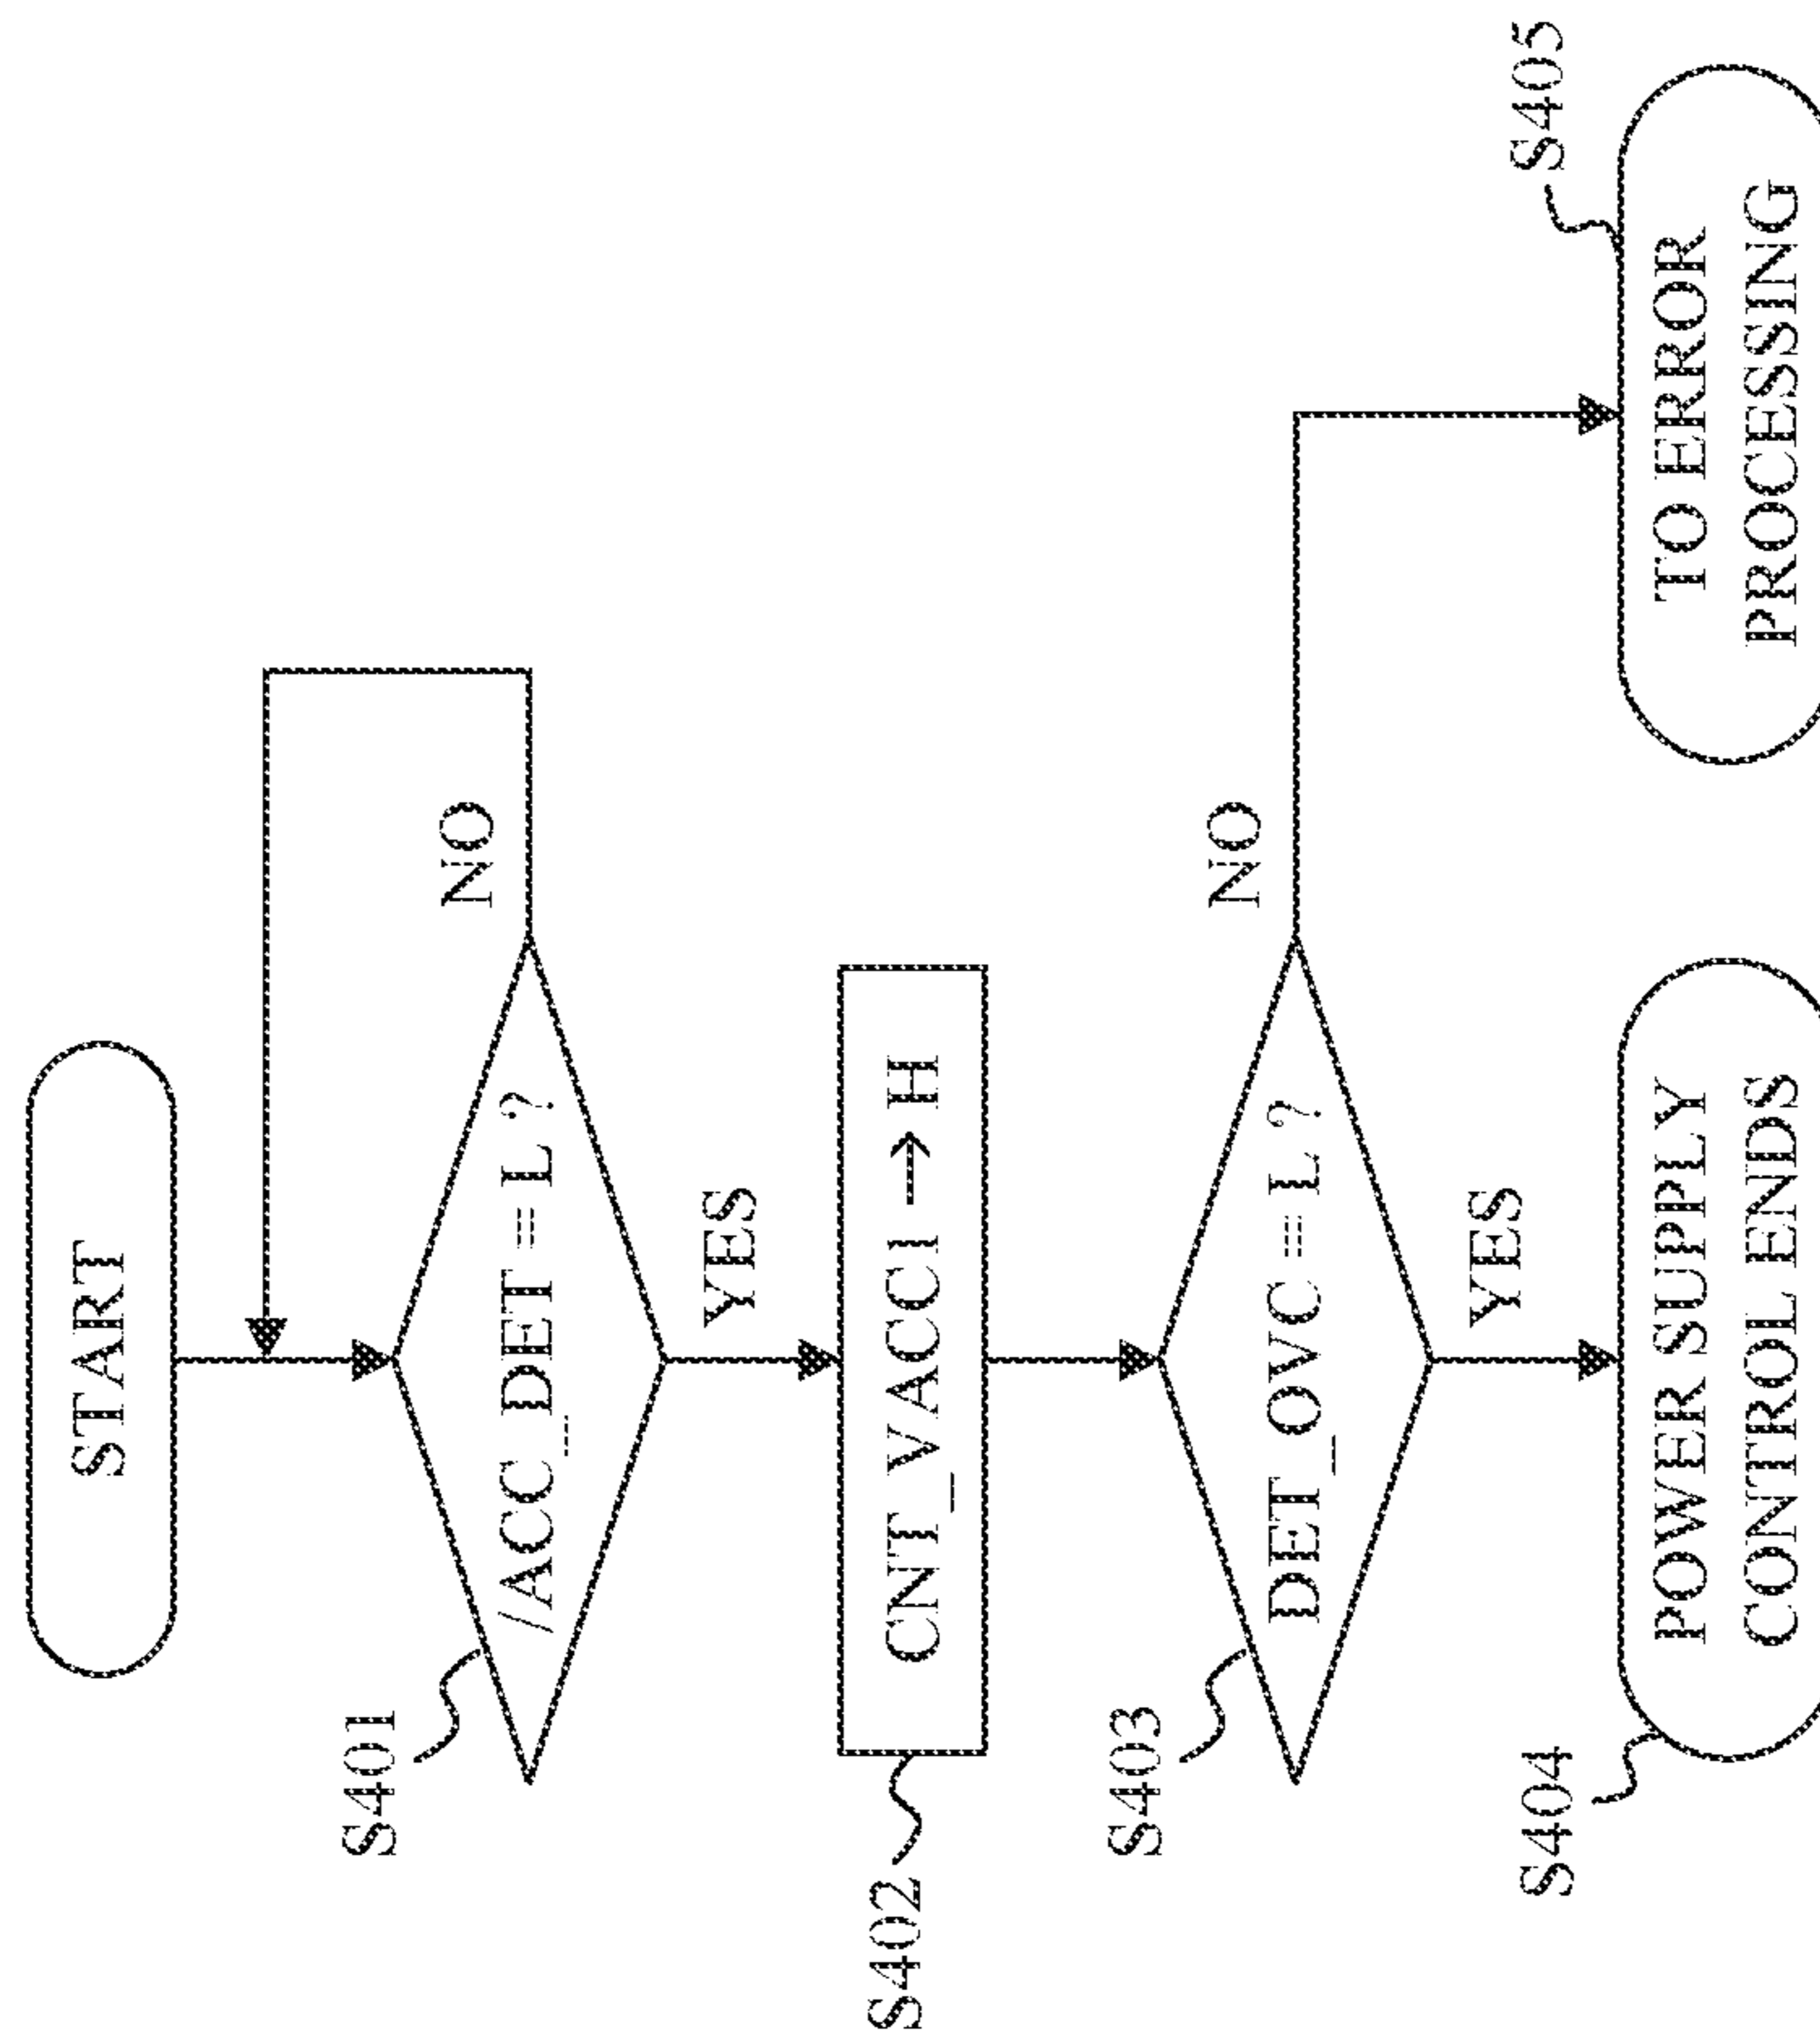 START
S401
/ACC_DET = L ?
NO
YES
S402
CNT_VACC1 → H
S403
DET_OVC = L ?
NO
YES
S404
POWER SUPPLY
CONTROL ENDS
S405
TO ERROR
PROCESSING